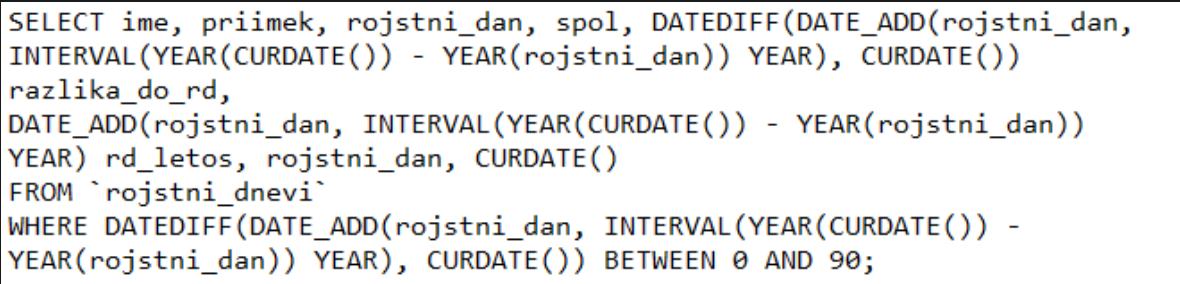 SELECT ime, priimek, rojstni_dan, spol, DATEDIFF(DATE_ADD(rojstni_dan,
INTERVAL(YEAR(CURDATE()) - YEAR(rojstni_dan)) YEAR), CURDATE())
razlika_do_rd,
DATE_ADD(rojstni_dan, INTERVAL(YEAR(CURDATE()) - YEAR(rojstni_dan))
YEAR) rd_letos, rojstni_dan, CURDATE()
FROM `rojstni_dnevi`
WHERE DATEDIFF(DATE_ADD(rojstni_dan, INTERVAL(YEAR(CURDATE()) -
YEAR(rojstni_dan)) YEAR), CURDATE()) BETWEEN 0 AND 90;